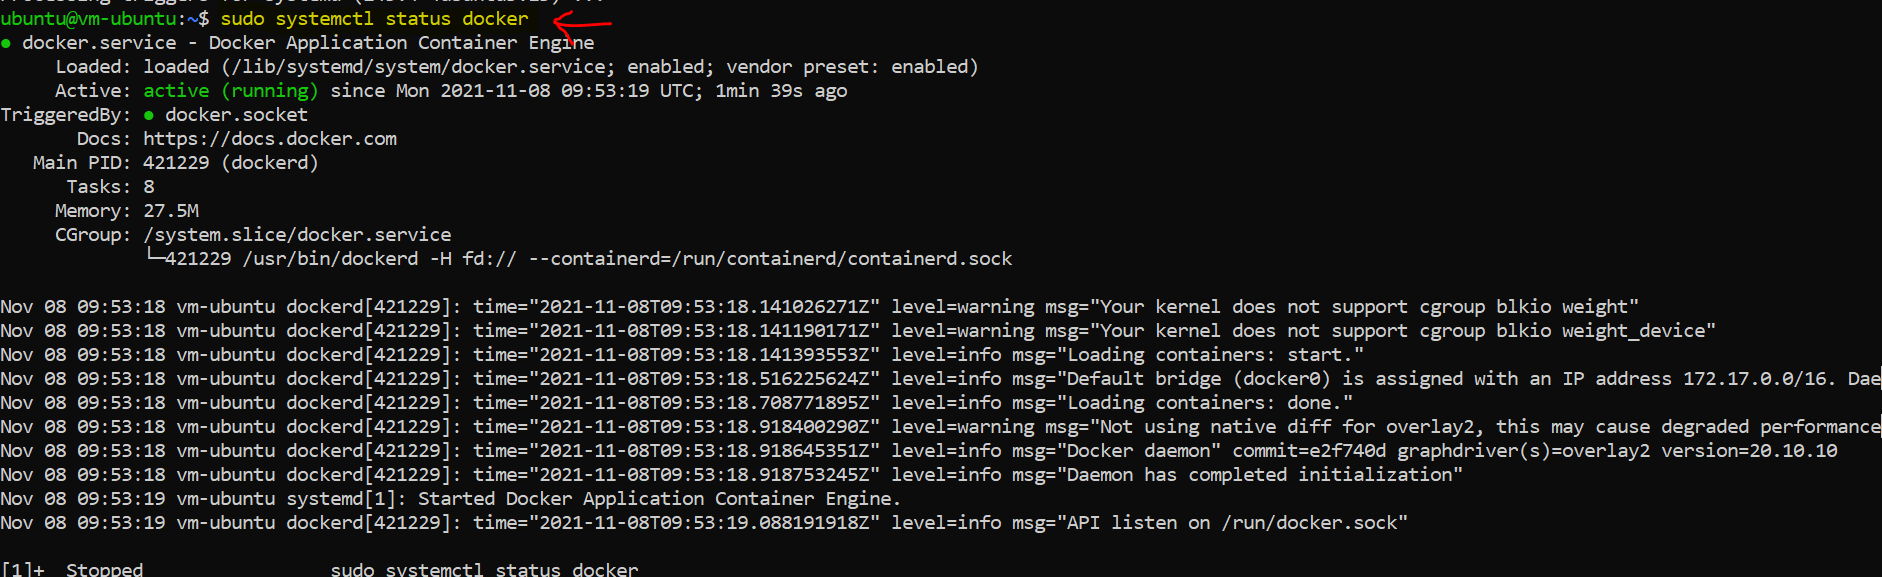 Processing triggers for systemd
ubuntu@vm-ubuntu:~$ sudo systemctl status docker
● docker.service - Docker Application Container Engine
Loaded: loaded (/lib/systemd/system/docker.service; enabled; vendor preset: enabled)
Active: active (running) since Mon 2021-11-08 09:53:19 UTC; 1min 39s ago
TriggeredBy: ● docker.socket
Docs: https://docs.docker.com
Main PID: 421229 (dockerd)
Tasks: 8
Memory: 27.5M
CGroup: /system.slice/docker.service
└─421229 /usr/bin/dockerd -H fd:// --containerd=/run/containerd/containerd.sock
Nov 08 09:53:18 vm-ubuntu dockerd[421229]: time="2021-11-08T09:53:18.141026271Z" level=warning msg="Your kernel does not support cgroup blkio weight"
Nov 08 09:53:18 vm-ubuntu dockerd[421229]: time="2021-11-08T09:53:18.141190171Z" level=warning msg="Your kernel does not support cgroup blkio weight_device"
Nov 08 09:53:18 vm-ubuntu dockerd[421229]: time="2021-11-08T09:53:18.141393553Z" level=info msg="Loading containers: start."
Nov 08 09:53:18 vm-ubuntu dockerd[421229]: time="2021-11-08T09:53:18.516225624Z" level=info msg="Default bridge (docker0) is assigned with an IP address 172.17.0.0/16. Dae
Nov 08 09:53:18 vm-ubuntu dockerd[421229]: time="2021-11-08T09:53:18.708771895Z" level=info msg="Loading containers: done."
Nov 08 09:53:18 vm-ubuntu dockerd[421229]: time="2021-11-08T09:53:18.918400290Z" level=warning msg="Not using native diff for overlay2, this may cause degraded performance
Nov 08 09:53:18 vm-ubuntu dockerd[421229]: time="2021-11-08T09:53:18.918645351Z" level=info msg="Docker daemon" commit=e2f740d graphdriver(s)=overlay2 version=20.10.10
Nov 08 09:53:18 vm-ubuntu dockerd[421229]: time="2021-11-08T09:53:18.918753245Z" level=info msg="Daemon has completed initialization"
Nov 08 09:53:19 vm-ubuntu systemd[1]: Started Docker Application Container Engine.
Nov 08 09:53:19 vm-ubuntu dockerd[421229]: time="2021-11-08T09:53:19.088191918Z" level=info msg="API listen on /run/docker.sock"
[1]+ Stopped sudo systemctl status docker